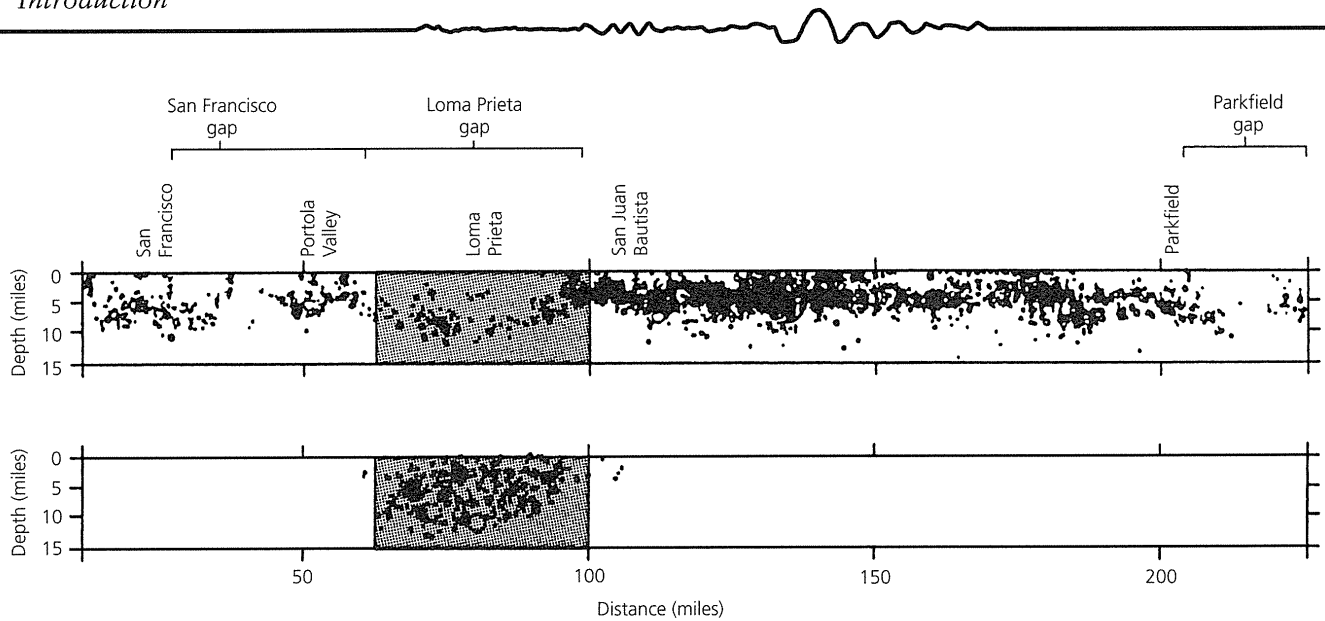 Introduction
San Francisco
gap
Loma Prieta
gap
Parkfield
gap
San
Francisco
Portola
Valley
Loma
Prieta
San Juan
Bautista
Parkfield
Depth (miles)
0
5
10
15
Depth (miles)
0
5
10
15
50
100
150
200
Distance (miles)